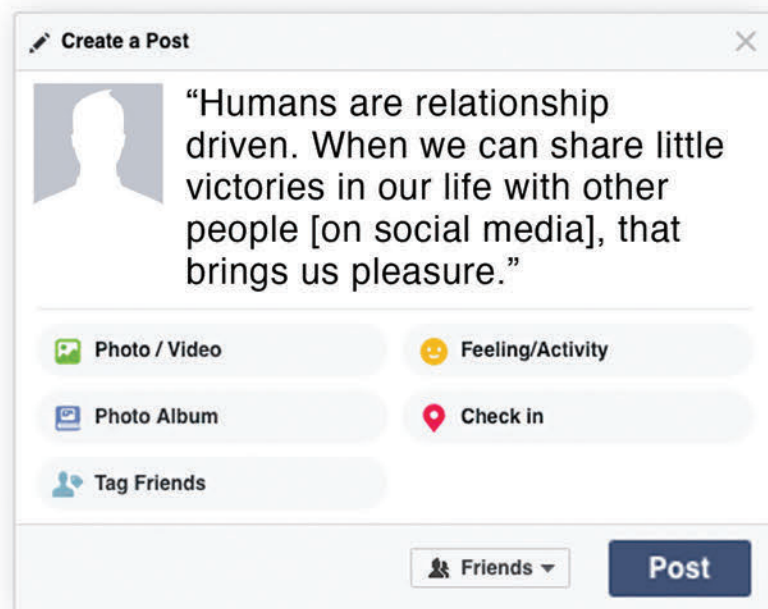 Create a Post
“Humans are relationship
driven. When we can share little
victories in our life with other
people [on social media], that
brings us pleasure.”
Photo / Video
Feeling/Activity
Photo Album
Check in
Tag Friends
Friends
Post